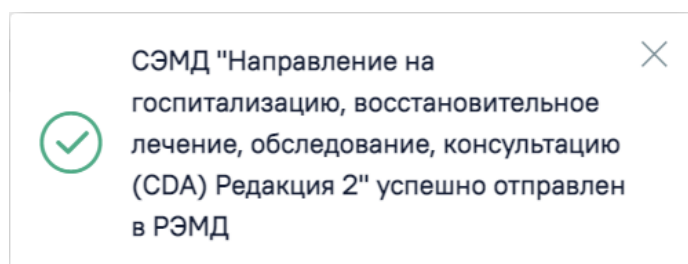 СЭМД "Направление на
госпитализацию, восстановительное
лечение, обследование, консультацию
(CDA) Редакция 2" успешно отправлен
в РЭМД